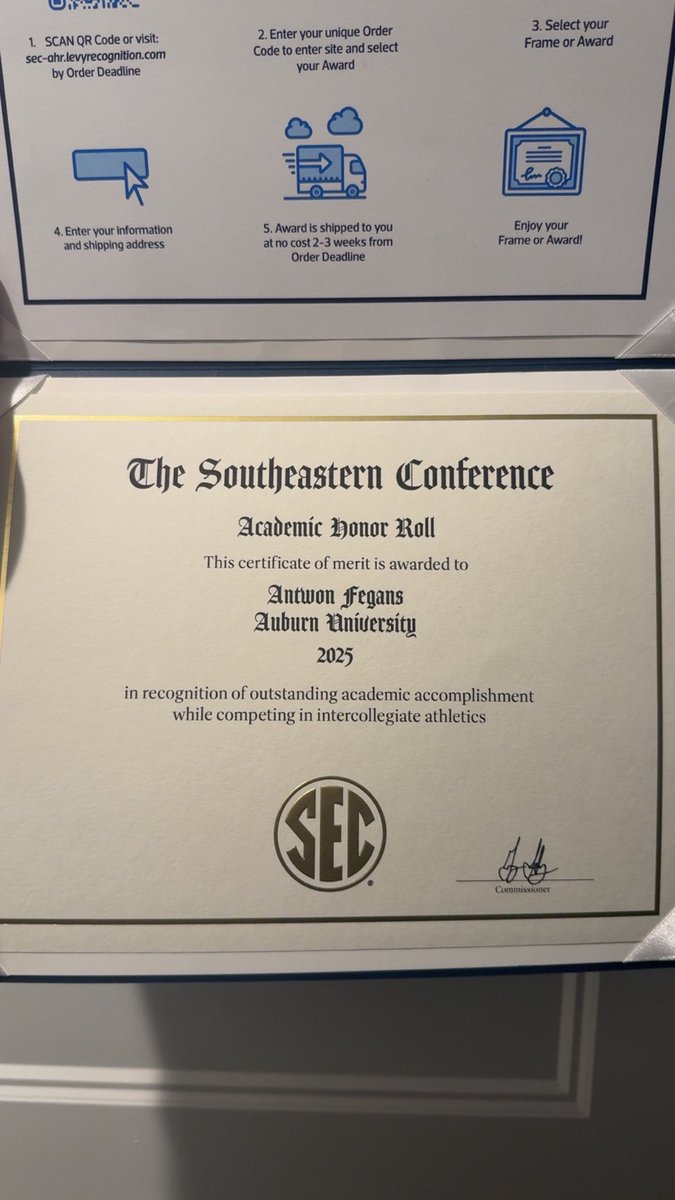 1. SCAN QR Code or visit:
sec-ahr.levyrecognition.com
by Order Deadline
2. Enter your unique Order
Code to enter site and select
your Award
3. Select your
Frame or Award
4. Enter your information
and shipping address
5. Award is shipped to you
at no cost 2-3 weeks from
Order Deadline
Enjoy your
Frame or Award!
The Southeastern Conference
Academic Honor Roll
This certificate of merit is awarded to
Antwon Fegans
Auburn University
2025
in recognition of outstanding academic accomplishment
while competing in intercollegiate athletics
SEC
®
Commissioner